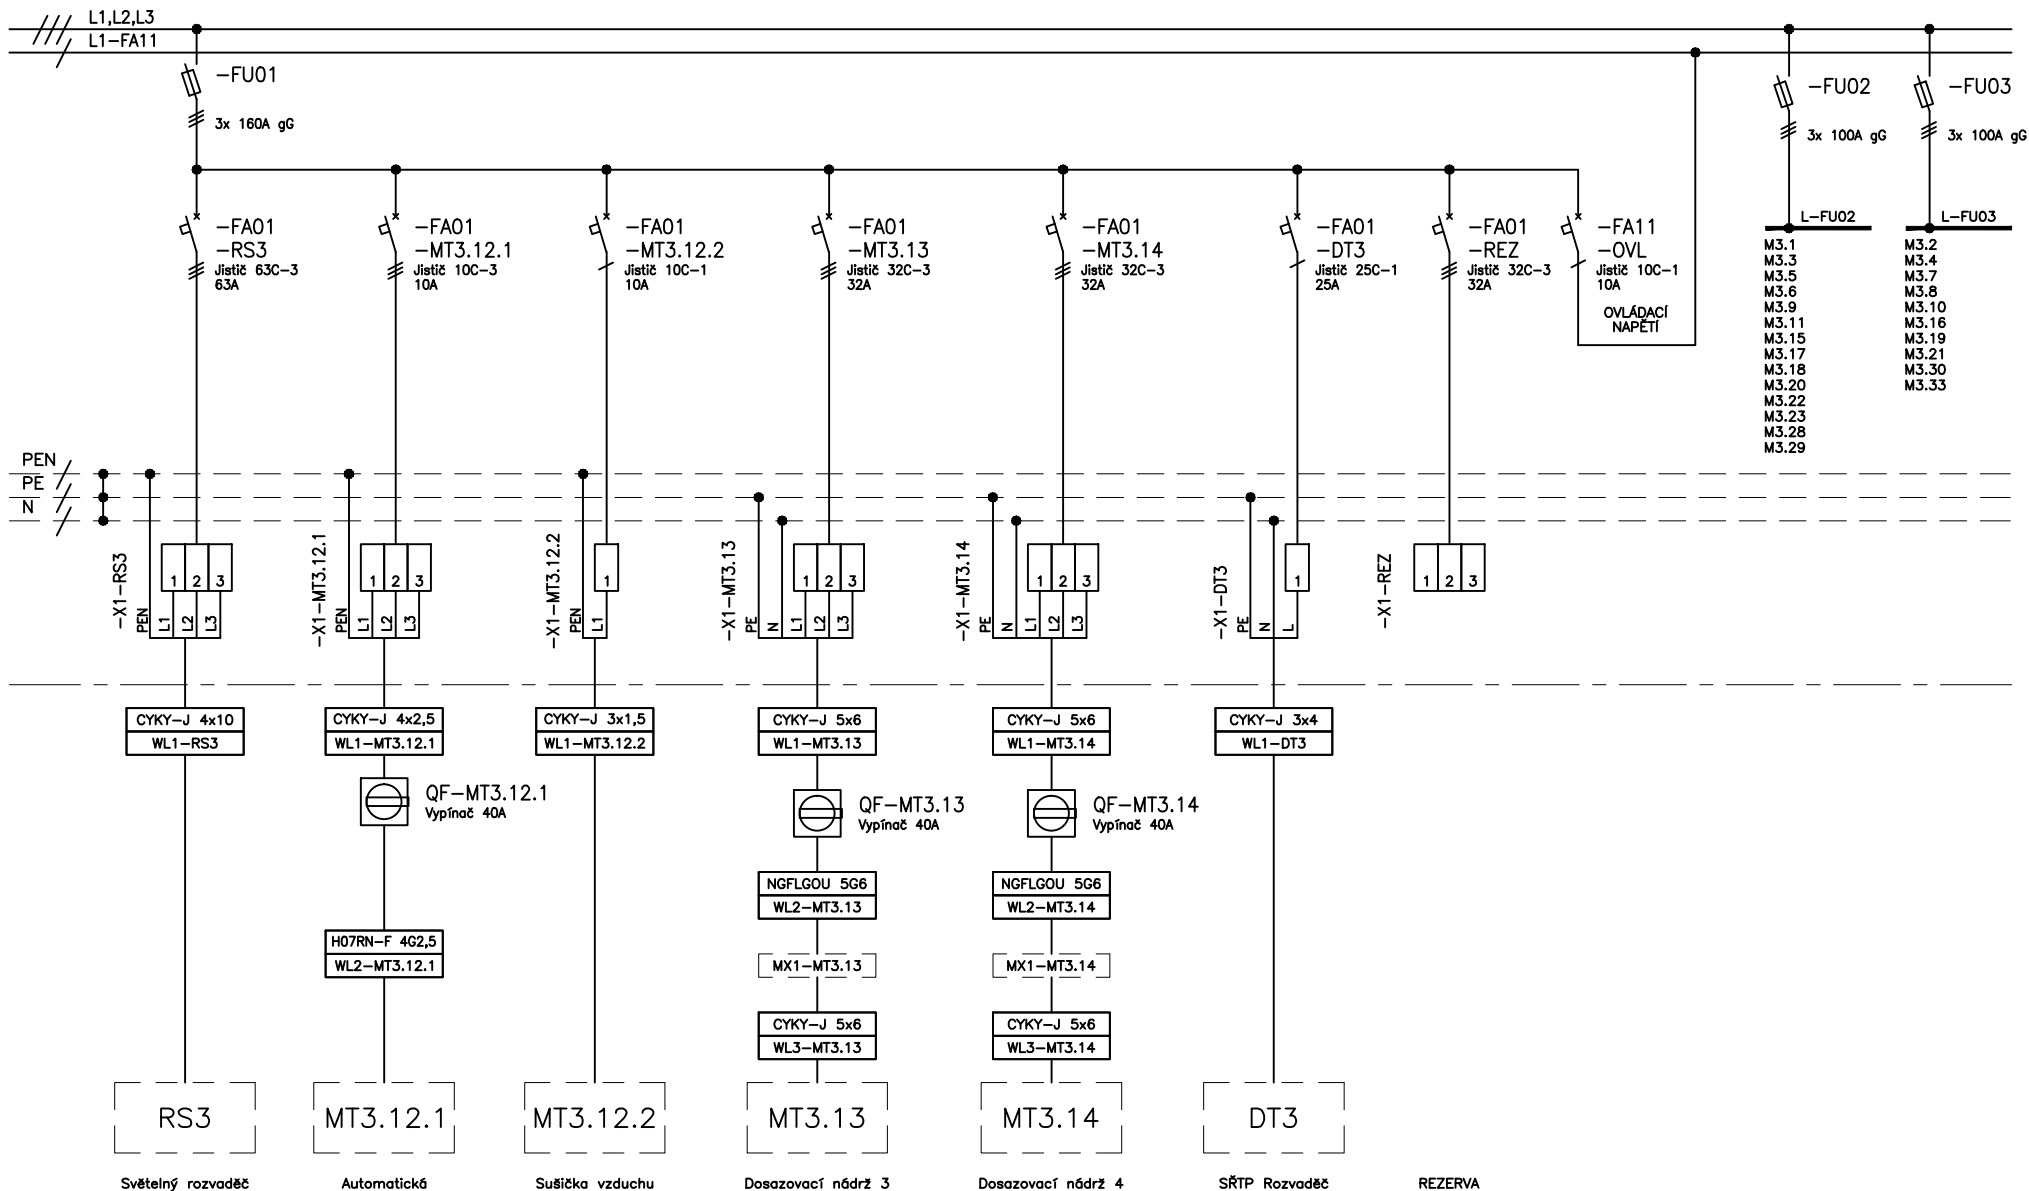 L1,L2,L3
L1-FA11
-FU01
3x 160A gG
-FU02
3x 100A gG
-FU03
3x 100A gG
-FA01
-RS3
Jistič 63C-3
63A
-FA01
-MT3.12.1
Jistič 10C-3
10A
-FA01
-MT3.12.2
Jistič 10C-1
10A
-FA01
-MT3.13
Jistič 32C-3
32A
-FA01
-MT3.14
Jistič 32C-3
32A
-FA01
-DT3
Jistič 25C-1
25A
-FA01
-REZ
Jistič 32C-3
32A
-FA11
-OVL
Jistič 10C-1
10A
OVLÁDACÍ
NAPĚTÍ
L-FU02
M3.1
M3.3
M3.5
M3.6
M3.9
M3.11
M3.15
M3.17
M3.18
M3.20
M3.22
M3.23
M3.28
M3.29
L-FU03
M3.2
M3.4
M3.7
M3.8
M3.10
M3.16
M3.19
M3.21
M3.30
M3.33
PEN
PE
N
-X1-RS3
1 2 3
PEN L1 L2 L3
-X1-MT3.12.1
1 2 3
PEN L1 L2 L3
-X1-MT3.12.2
1
PEN L1
-X1-MT3.13
1 2 3
PE N L1 L2 L3
-X1-MT3.14
1 2 3
PE N L1 L2 L3
-X1-DT3
1
PE N L
-X1-REZ
1 2 3
CYKY-J 4x10
WL1-RS3
CYKY-J 4x2,5
WL1-MT3.12.1
CYKY-J 3x1,5
WL1-MT3.12.2
CYKY-J 5x6
WL1-MT3.13
CYKY-J 5x6
WL1-MT3.14
CYKY-J 3x4
WL1-DT3
QF-MT3.12.1
Vypínač 40A
QF-MT3.13
Vypínač 40A
QF-MT3.14
Vypínač 40A
NGFLGOU 5G6
WL2-MT3.13
NGFLGOU 5G6
WL2-MT3.14
H07RN-F 4G2,5
WL2-MT3.12.1
MX1-MT3.13
MX1-MT3.14
CYKY-J 5x6
WL3-MT3.13
CYKY-J 5x6
WL3-MT3.14
RS3
MT3.12.1
MT3.12.2
MT3.13
MT3.14
DT3
Světelný rozvaděč
Automatická
Sušička vzduchu
Dosazovací nádrž 3
Dosazovací nádrž 4
SŘTP Rozvaděč
REZERVA